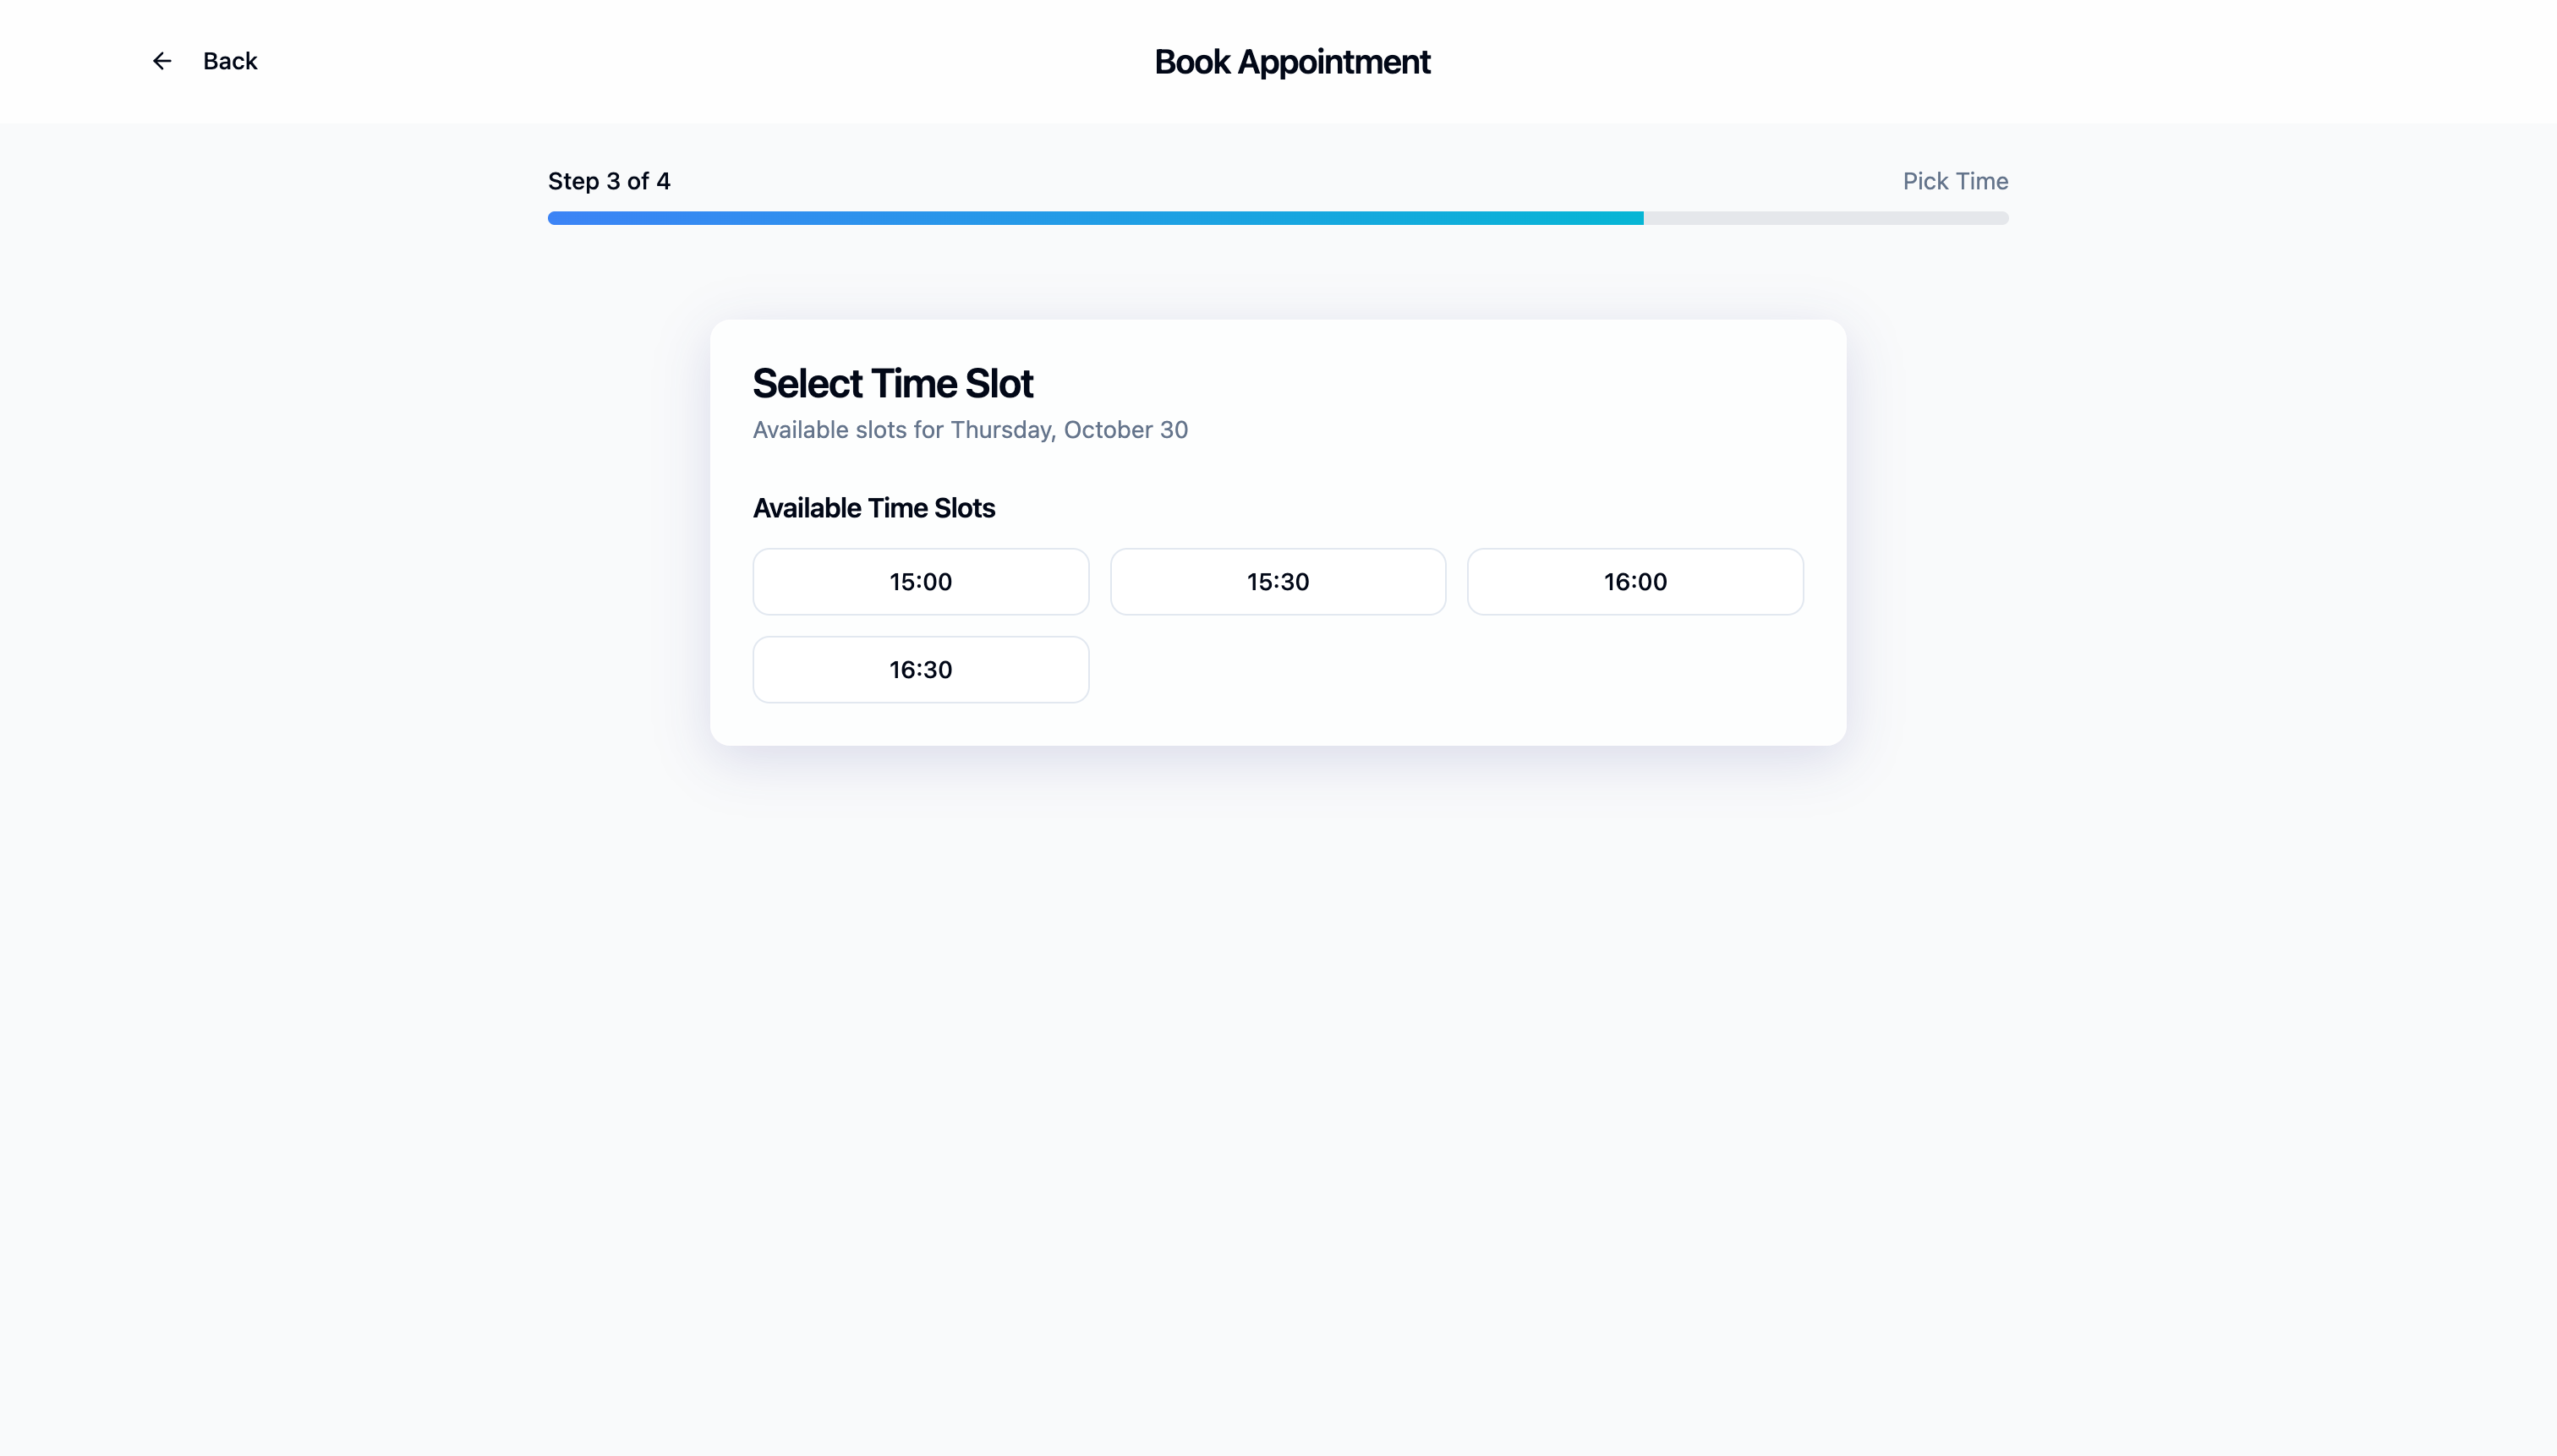 Back
Book Appointment
Step 3 of 4
Pick Time
Select Time Slot
Available slots for Thursday, October 30
Available Time Slots
15:00
15:30
16:00
16:30